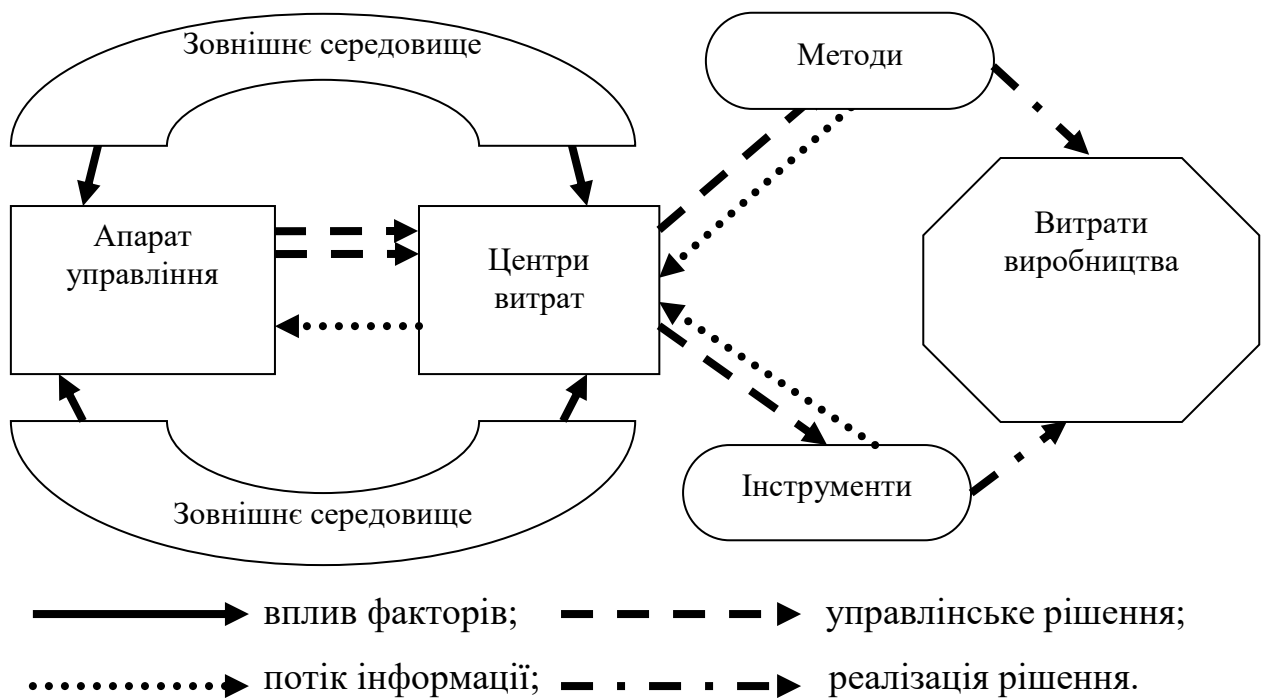 Зовнішнє середовище
Методи
Апарат
управління
Центри
витрат
Витрати
виробництва
Інструменти
Зовнішнє середовище
вплив факторів;
управлінське рішення;
потік інформації;
реалізація рішення.